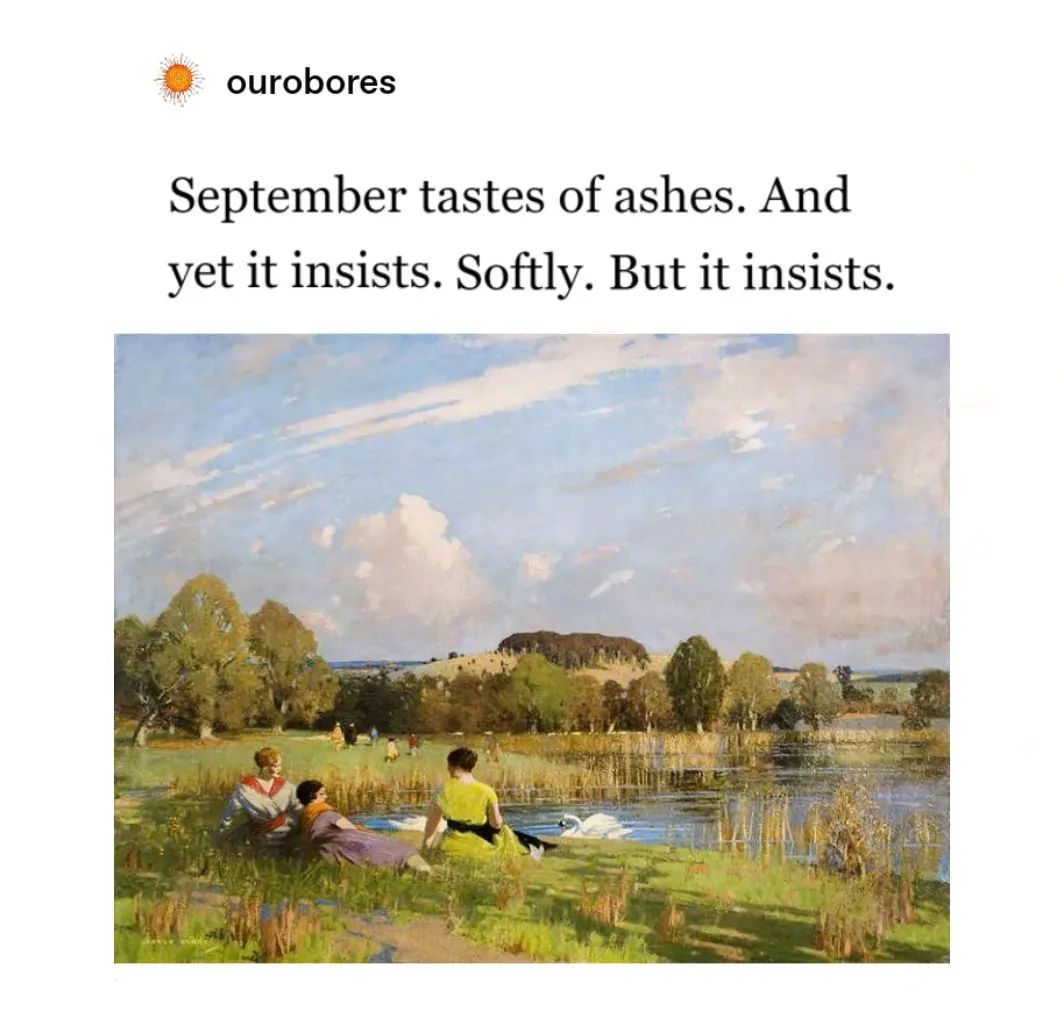 ourobores
September tastes of ashes. And
yet it insists. Softly. But it insists.